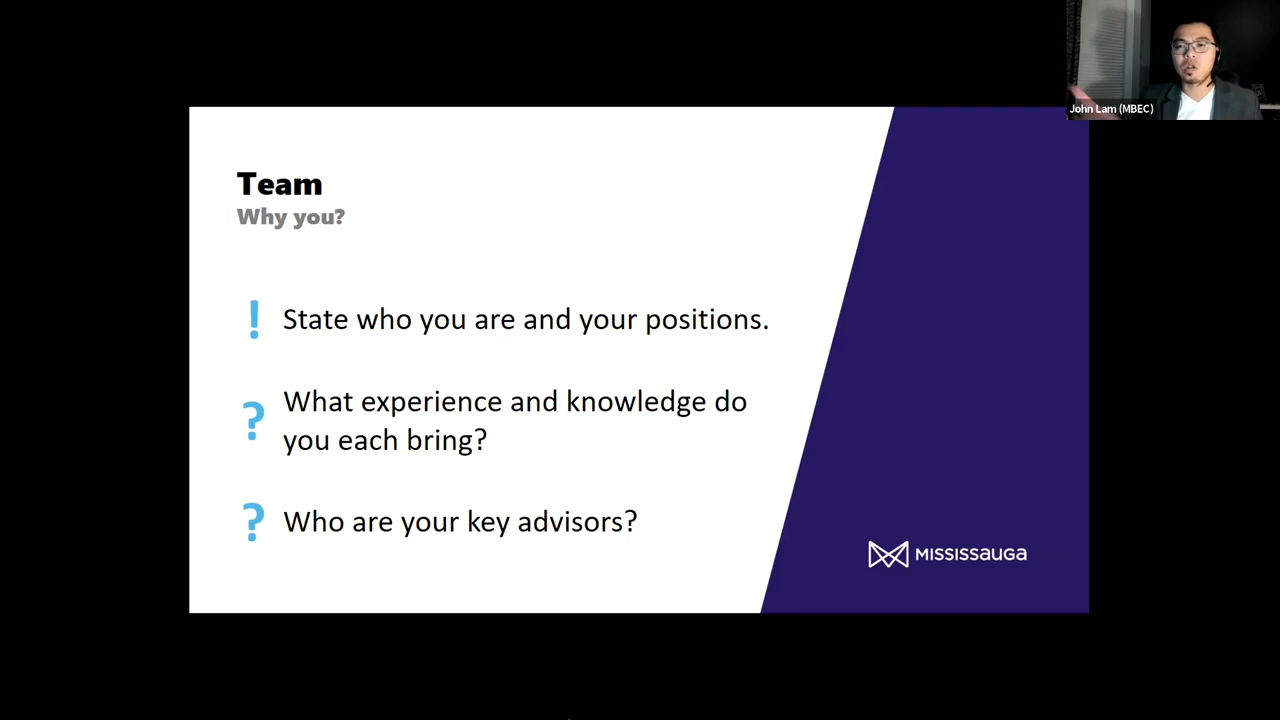 John Lam (MBEC)
Team
Why you?
! State who you are and your positions.
? What experience and knowledge do
you each bring?
? Who are your key advisors?
MISSISSAUGA